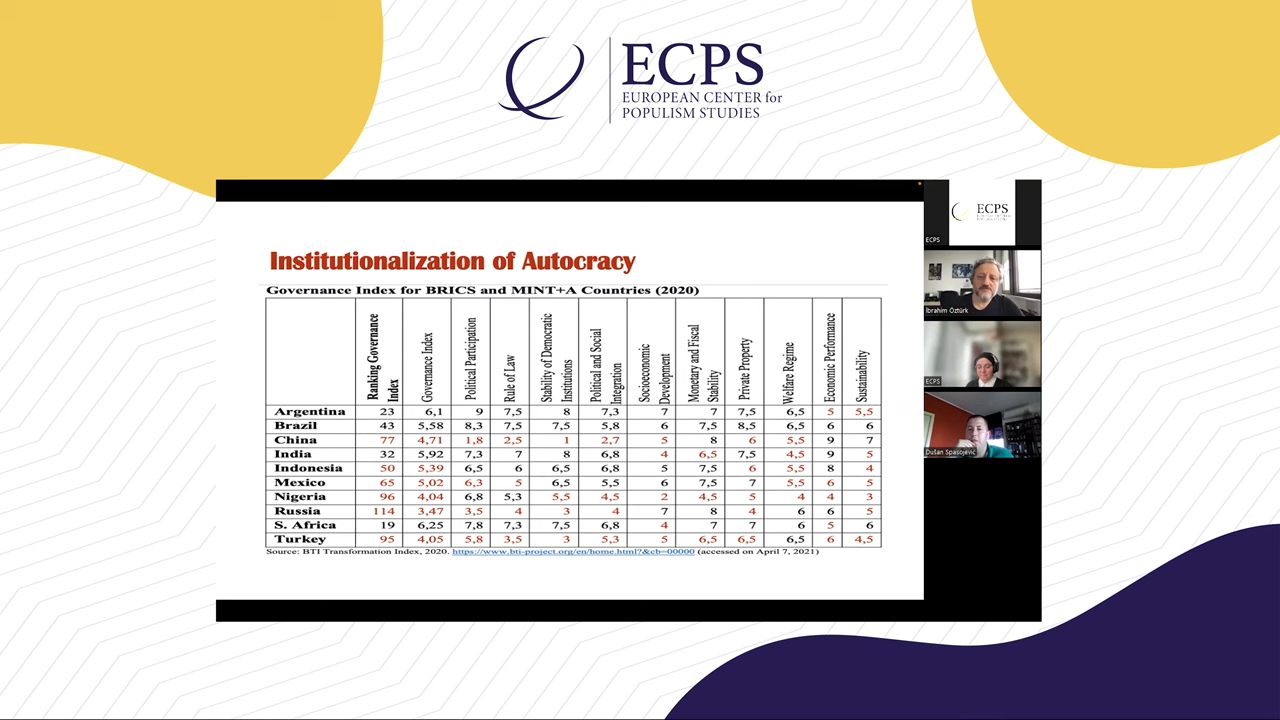 ECPS
EUROPEAN CENTER for
POPULISM STUDIES
Institutionalization of Autocracy
Governance Index for BRICS and MINT+A Countries (2020)
Ranking Governance Index
Governance Index
Political Participation
Rule of Law
Stability of Democratic Institutions
Political and Social Integration
Socioeconomic Development
Monetary and Fiscal Stability
Private Property
Welfare Regime
Economic Performance
Sustainability
Argentina 23 6,1 9 7,5 8 7,3 7 7 7,5 6,5 5 5,5
Brazil 43 5,58 8,3 7,5 7,5 5,8 6 7,5 8,5 6,5 6 6
China 77 4,71 1,8 2,5 1 2,7 5 8 6 5,5 9 7
India 32 5,92 7,3 7 8 6,8 4 6,5 7,5 4,5 9 5
Indonesia 50 5,39 6,5 6 6,5 6,8 5 7,5 6 5,5 8 4
Mexico 65 5,02 6,3 5 6,5 5,5 6 7,5 7 5,5 6 5
Nigeria 96 4,04 6,8 5,3 5,5 4,5 2 4,5 5 4 4 3
Russia 114 3,47 3,5 4 3 4 7 8 4 6 6 5
S. Africa 19 6,25 7,8 7,3 7,5 6,8 4 7 7 6 5 6
Turkey 95 4,05 5,8 3,5 3 5,3 5 6,5 6,5 6,5 6 4,5
Source: BTI Transformation Index, 2020. https://www.bti-project.org/en/home.html?&cb=00000 (accessed on April 7, 2021)
ECPS
ECPS
İbrahim Öztürk
ECPS
Dušan Spasojević